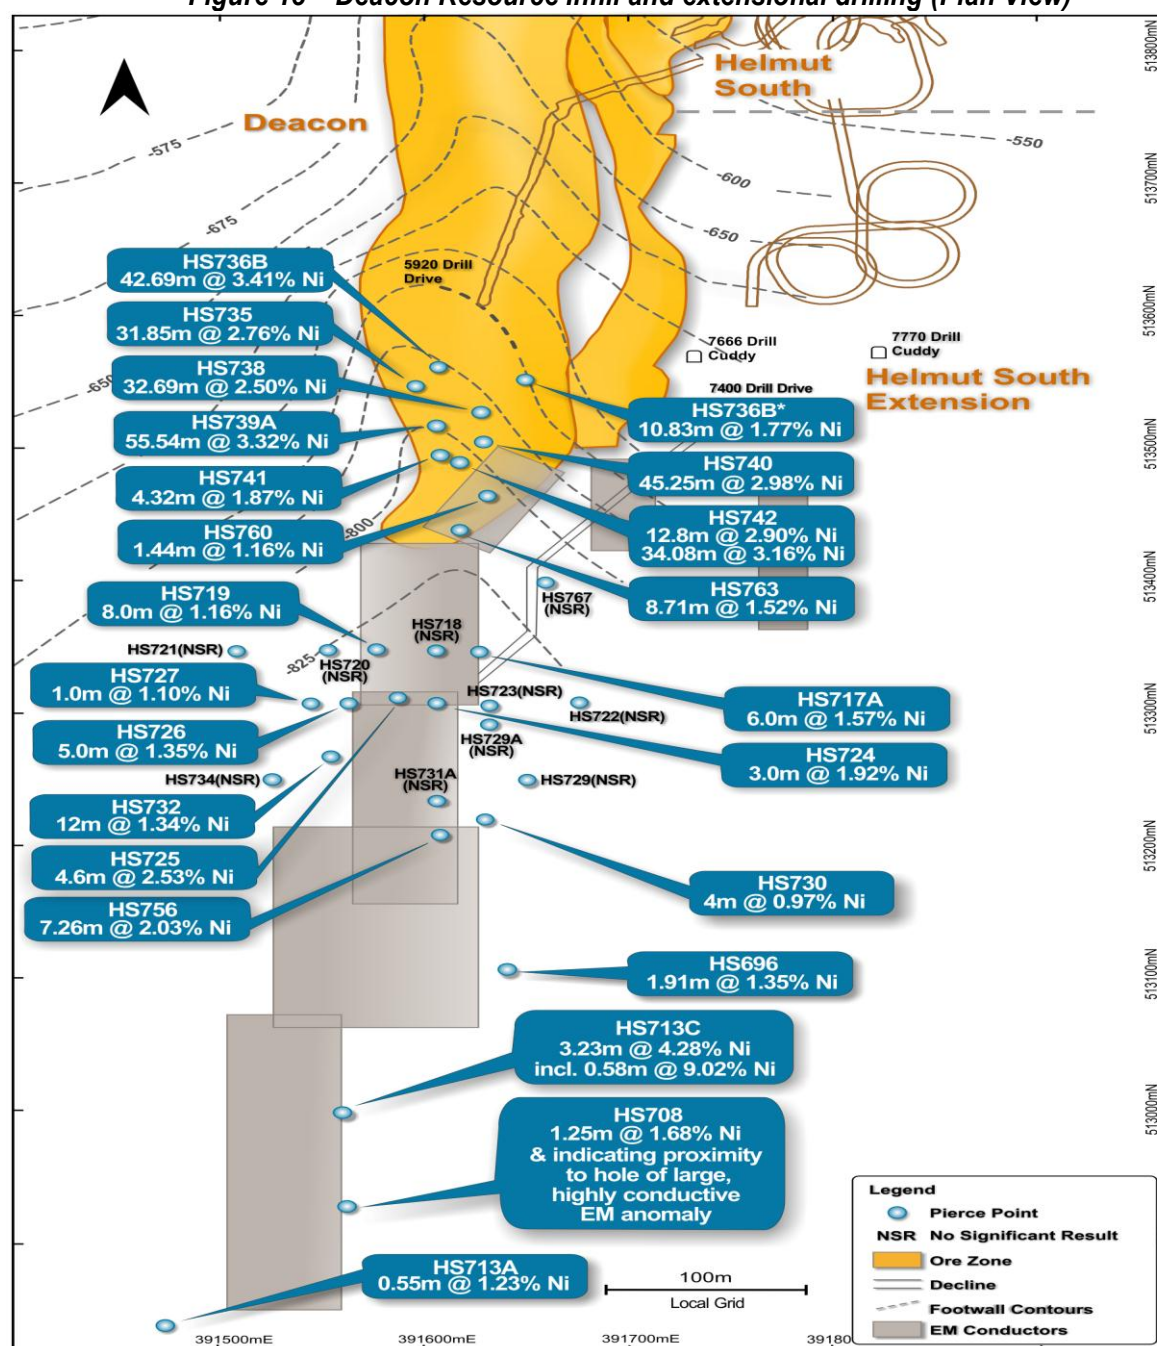 Figure 10 – Deacon Resource infill and extensional drilling (Plan View)
513800mN
Helmut
South
Deacon
-575
-550
513700mN
-600
-675
-650
HS736B
42.69m @ 3.41% Ni
5920 Drill
Drive
513600mN
HS735
31.85m @ 2.76% Ni
7666 Drill
Cuddy
7770 Drill
Cuddy
-650
HS738
32.69m @ 2.50% Ni
7400 Drill Drive
Helmut South
Extension
HS736B*
10.83m @ 1.77% Ni
HS739A
55.54m @ 3.32% Ni
513500mN
HS740
45.25m @ 2.98% Ni
HS741
4.32m @ 1.87% Ni
HS742
12.8m @ 2.90% Ni
34.08m @ 3.16% Ni
-800
HS760
1.44m @ 1.16% Ni
HS763
8.71m @ 1.52% Ni
513400mN
HS767
(NSR)
HS719
8.0m @ 1.16% Ni
HS718
(NSR)
HS721(NSR)
-825
HS720
(NSR)
HS727
1.0m @ 1.10% Ni
HS723(NSR)
HS722(NSR)
HS717A
6.0m @ 1.57% Ni
513300mN
HS726
5.0m @ 1.35% Ni
HS729A
(NSR)
HS724
3.0m @ 1.92% Ni
HS734(NSR)
HS731A
(NSR)
HS729(NSR)
HS732
12m @ 1.34% Ni
513200mN
HS725
4.6m @ 2.53% Ni
HS730
4m @ 0.97% Ni
HS756
7.26m @ 2.03% Ni
HS696
1.91m @ 1.35% Ni
513100mN
HS713C
3.23m @ 4.28% Ni
incl. 0.58m @ 9.02% Ni
513000mN
HS708
1.25m @ 1.68% Ni
& indicating proximity
to hole of large,
highly conductive
EM anomaly
Legend
Pierce Point
NSR No Significant Result
Ore Zone
Decline
Footwall Contours
EM Conductors
HS713A
0.55m @ 1.23% Ni
100m
Local Grid
391500mE
391600mE
391700mE